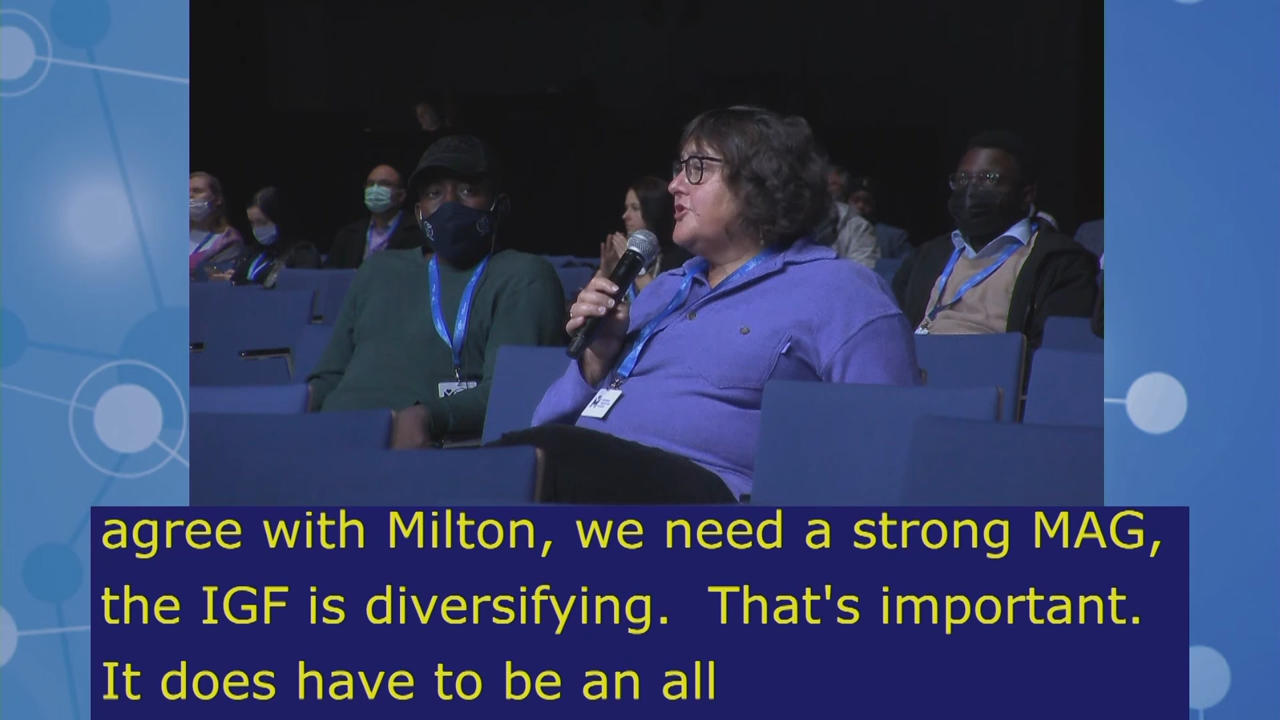 agree with Milton, we need a strong MAG,
the IGF is diversifying.  That's important.
It does have to be an all